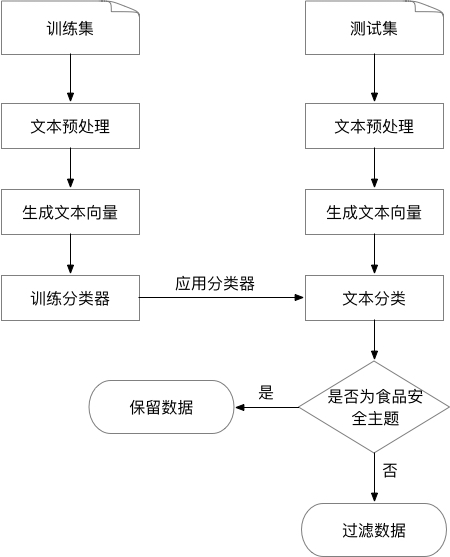 训练集
测试集
文本预处理
文本预处理
生成文本向量
生成文本向量
训练分类器
应用分类器
文本分类
是否为食品安
全主题
是
保留数据
否
过滤数据